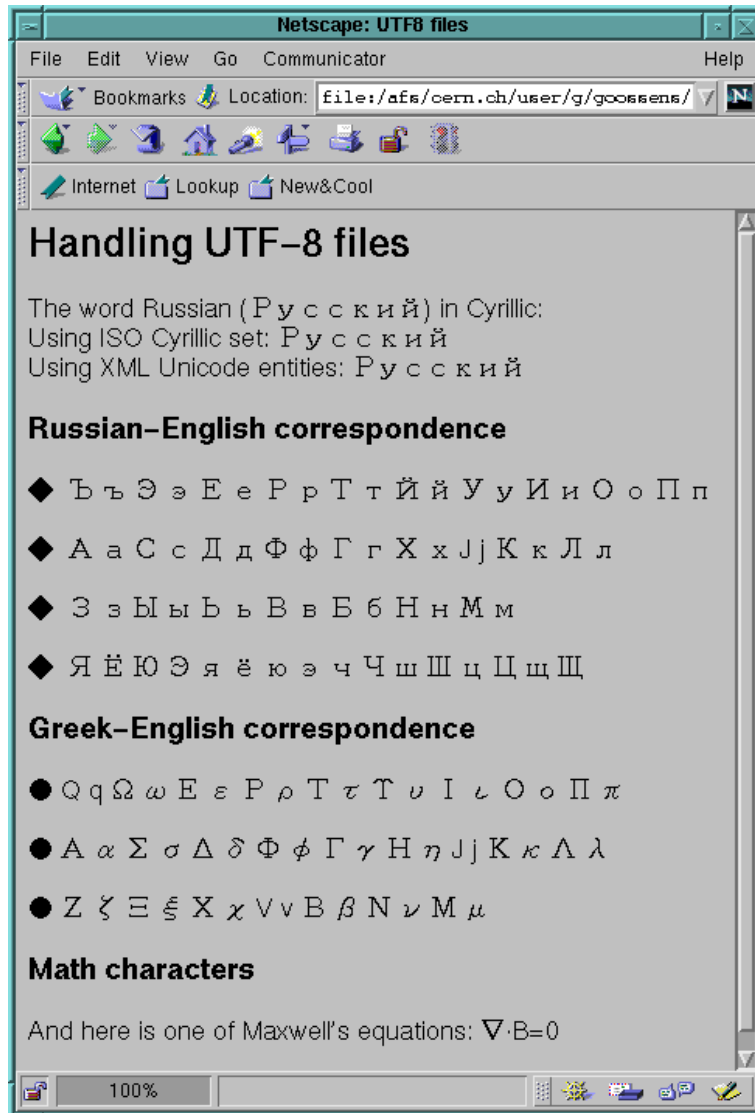 Netscape: UTF8 files
File Edit View Go Communicator Help
Bookmarks Location: file:/afs/cern.ch/user/g/goossens/ N
Internet Lookup New&Cool
Handling UTF-8 files
The word Russian (Русский) in Cyrillic:
Using ISO Cyrillic set: Русский
Using XML Unicode entities: Русский
Russian-English correspondence
◆ Ъ ъ Э э Е е Р р Т т Й й У у И и О о П п
◆ А а С с Д д Ф ф Г г Х х J j К к Л л
◆ З з Ы ы Ь ь В в Б б Н н М м
◆ Я Ё Ю Э я ё ю э ч Ч ш Ш ц Ц щ Щ
Greek-English correspondence
● Q q Ω ω Ε ε Ρ ρ Τ τ Υ υ Ι ι Ο ο Π π
● Α α Σ σ Δ δ Φ φ Γ γ Η η J j Κ κ Λ λ
● Ζ ζ Ξ ξ Χ χ V v Β β Ν ν Μ μ
Math characters
And here is one of Maxwell's equations: ∇·B=0
100%